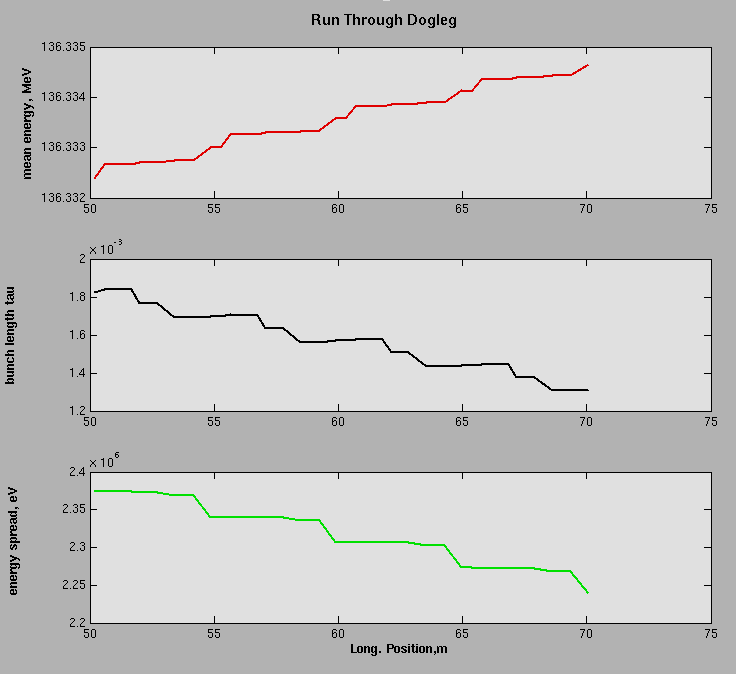 Run Through Dogleg
mean energy, MeV
136.335
136.334
136.333
136.332
50 55 60 65 70 75
bunch length tau
×10⁻³
2
1.8
1.6
1.4
1.2
50 55 60 65 70 75
energy spread, eV
×10⁶
2.4
2.35
2.3
2.25
2.2
50 55 60 65 70 75
Long. Position,m